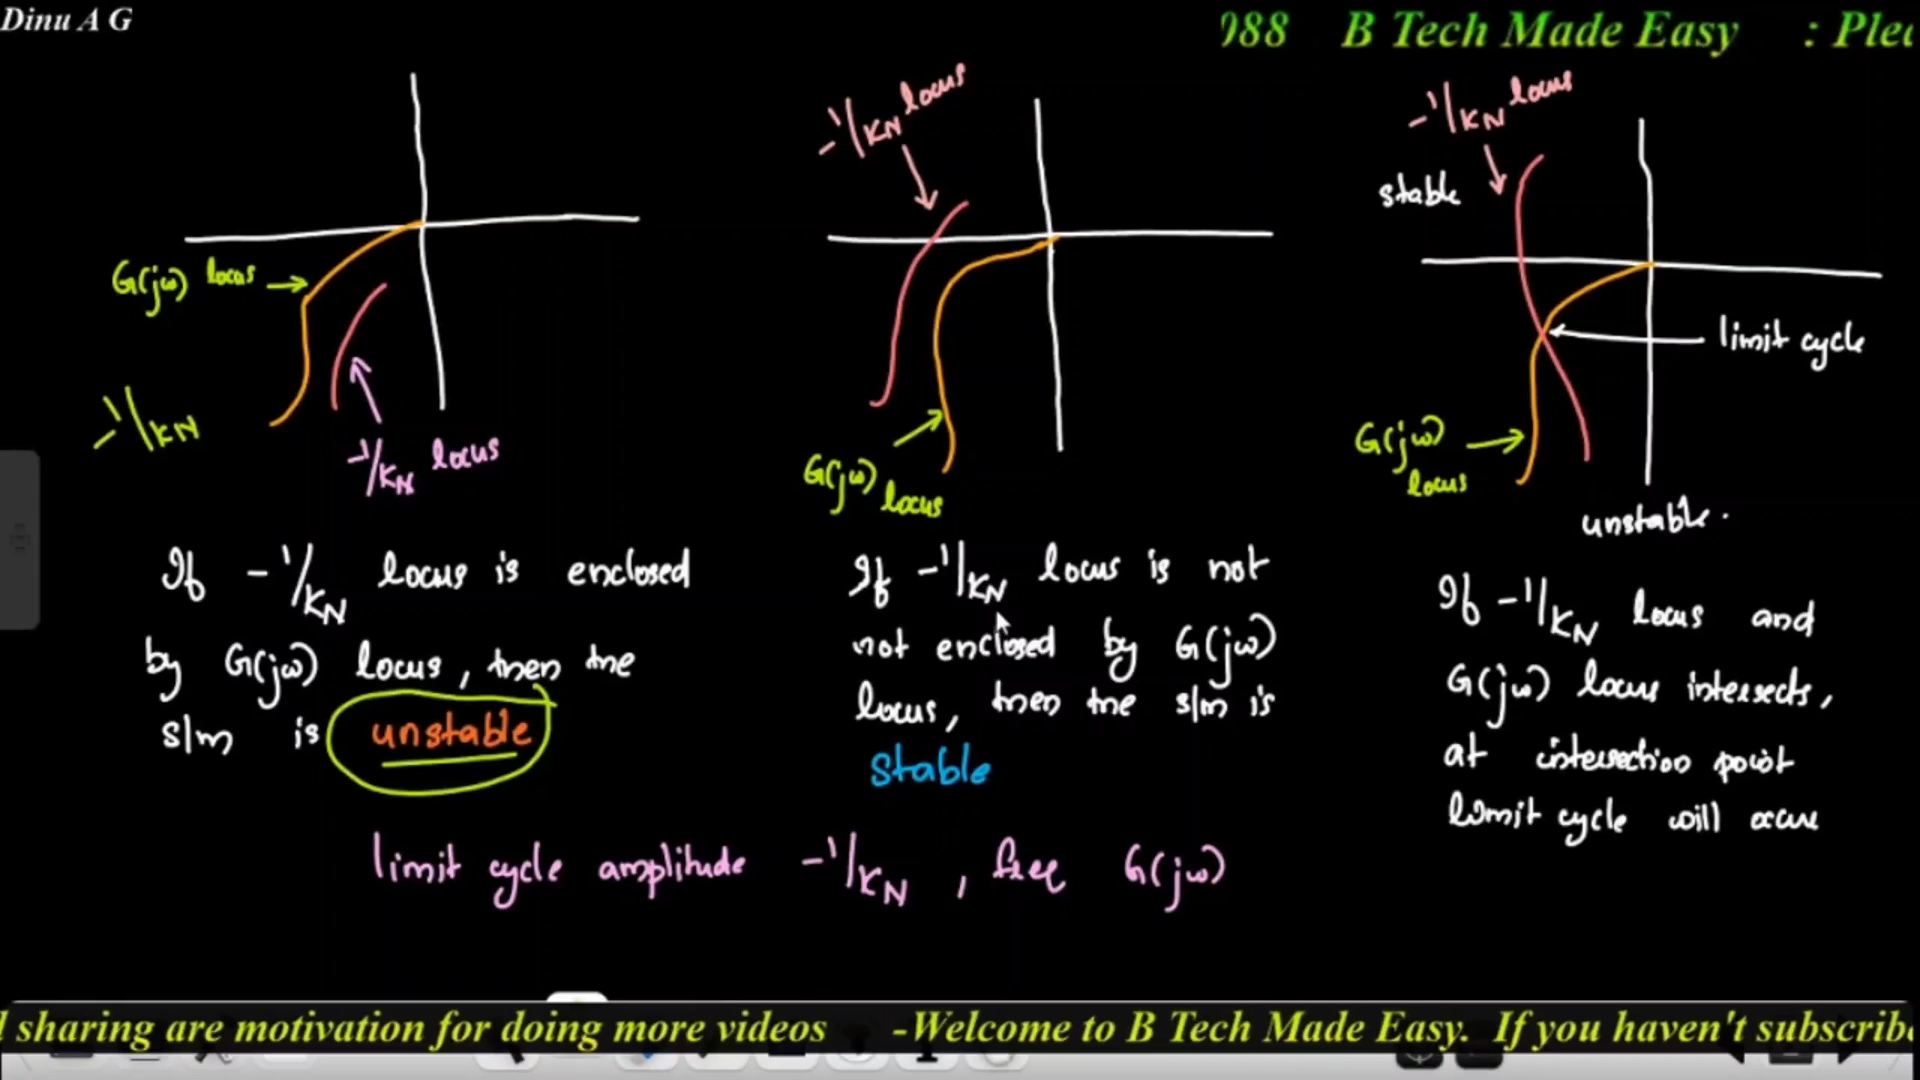 Dinu A G
988 B Tech Made Easy : Plea
G(jω) locus
-1/KN
-1/KN locus
-1/KN locus
G(jω) locus
-1/KN locus
stable
limit cycle
G(jω)
locus
unstable.
If -1/KN locus is enclosed
by G(jω) locus, then the
s/m is unstable
If -1/KN locus is not
not enclosed by G(jω)
locus, then the s/m is
stable
If -1/KN locus and
G(jω) locus intersects,
at intersection point
limit cycle will occur
limit cycle amplitude -1/KN, freq G(jω)
sharing are motivation for doing more videos -Welcome to B Tech Made Easy. If you haven't subscribe